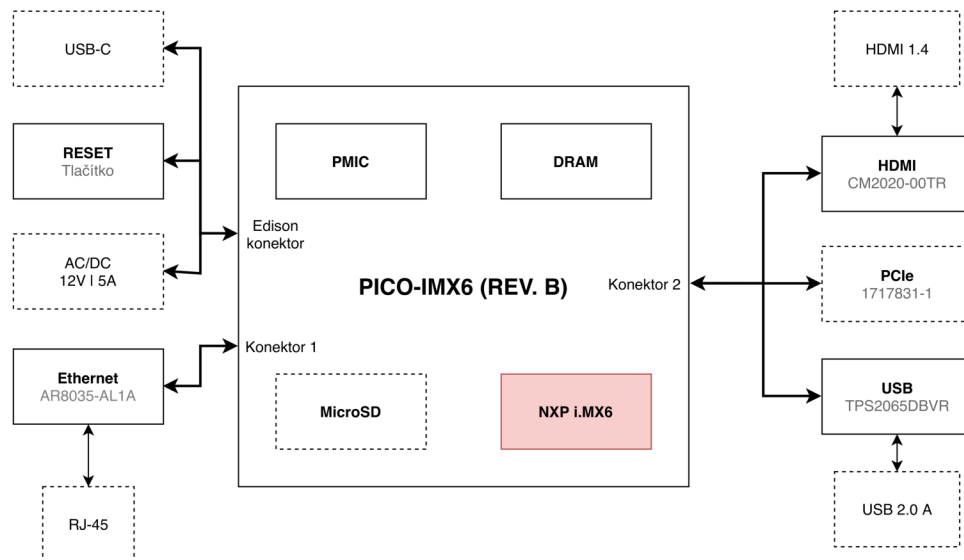 USB-C
RESET
Tlačítko
AC/DC
12V | 5A
Ethernet
AR8035-AL1A
RJ-45
Edison
konektor
Konektor 1
PMIC
DRAM
PICO-IMX6 (REV. B)
Konektor 2
MicroSD
NXP i.MX6
HDMI 1.4
HDMI
CM2020-00TR
PCIe
1717831-1
USB
TPS2065DBVR
USB 2.0 A